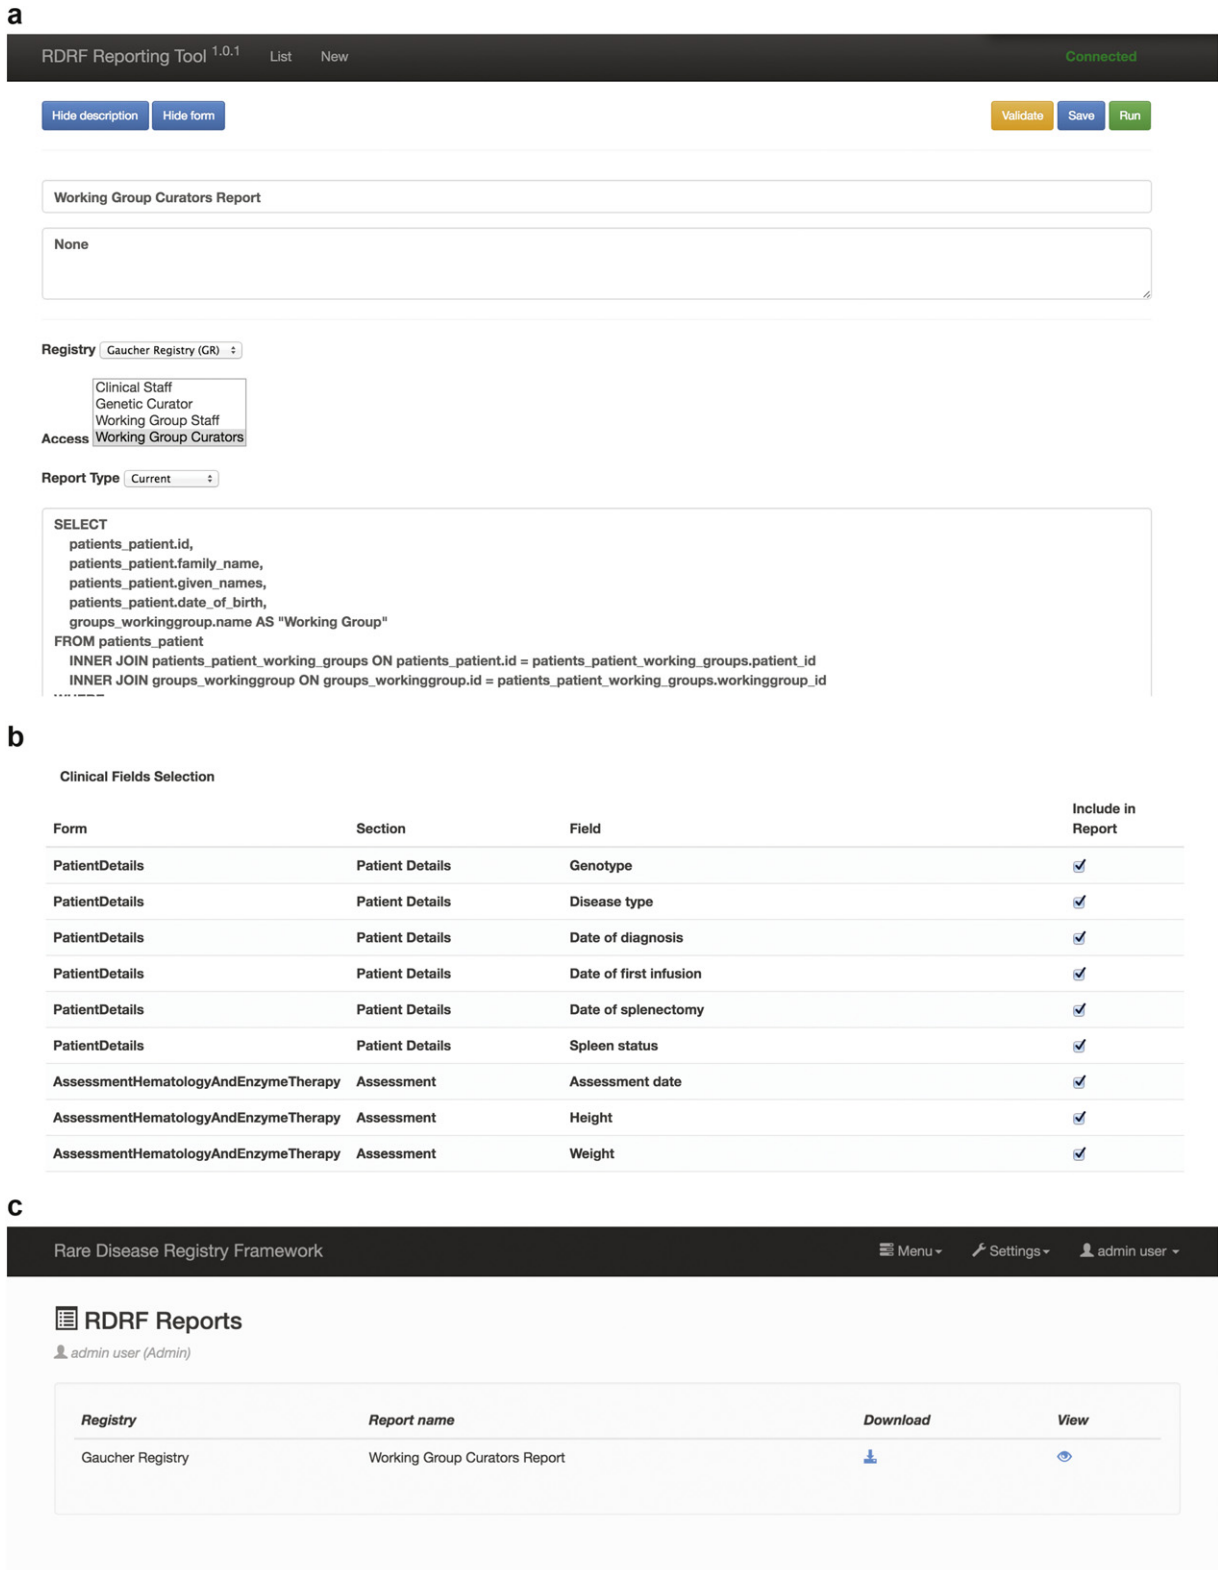 a
RDRF Reporting Tool 1.0.1 List New Connected
Hide description Hide form Validate Save Run
Working Group Curators Report
None
Registry Gaucher Registry (GR)
Clinical Staff
Genetic Curator
Working Group Staff
Access Working Group Curators
Report Type Current
SELECT
patients_patient.id,
patients_patient.family_name,
patients_patient.given_names,
patients_patient.date_of_birth,
groups_workinggroup.name AS "Working Group"
FROM patients_patient
INNER JOIN patients_patient_working_groups ON patients_patient.id = patients_patient_working_groups.patient_id
INNER JOIN groups_workinggroup ON groups_workinggroup.id = patients_patient_working_groups.workinggroup_id
b
Clinical Fields Selection
Form Section Field Include in Report
PatientDetails Patient Details Genotype
PatientDetails Patient Details Disease type
PatientDetails Patient Details Date of diagnosis
PatientDetails Patient Details Date of first infusion
PatientDetails Patient Details Date of splenectomy
PatientDetails Patient Details Spleen status
AssessmentHematologyAndEnzymeTherapy Assessment Assessment date
AssessmentHematologyAndEnzymeTherapy Assessment Height
AssessmentHematologyAndEnzymeTherapy Assessment Weight
c
Rare Disease Registry Framework Menu Settings admin user
RDRF Reports
admin user (Admin)
Registry Report name Download View
Gaucher Registry Working Group Curators Report